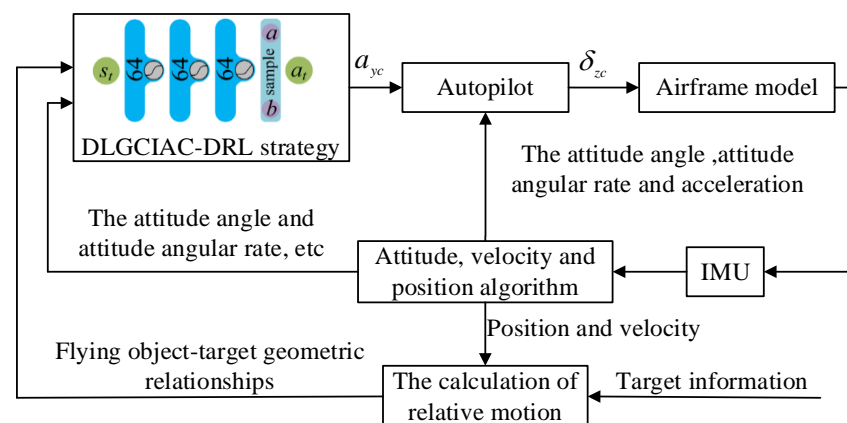 s_t 64 64 64 sample a b a_t
DLGCIAC-DRL strategy
a_yc
Autopilot
δ_zc
Airframe model
The attitude angle ,attitude
angular rate and acceleration
The attitude angle and
attitude angular rate, etc
Attitude, velocity and
position algorithm
IMU
Position and velocity
Flying object-target geometric
relationships
The calculation of
relative motion
Target information